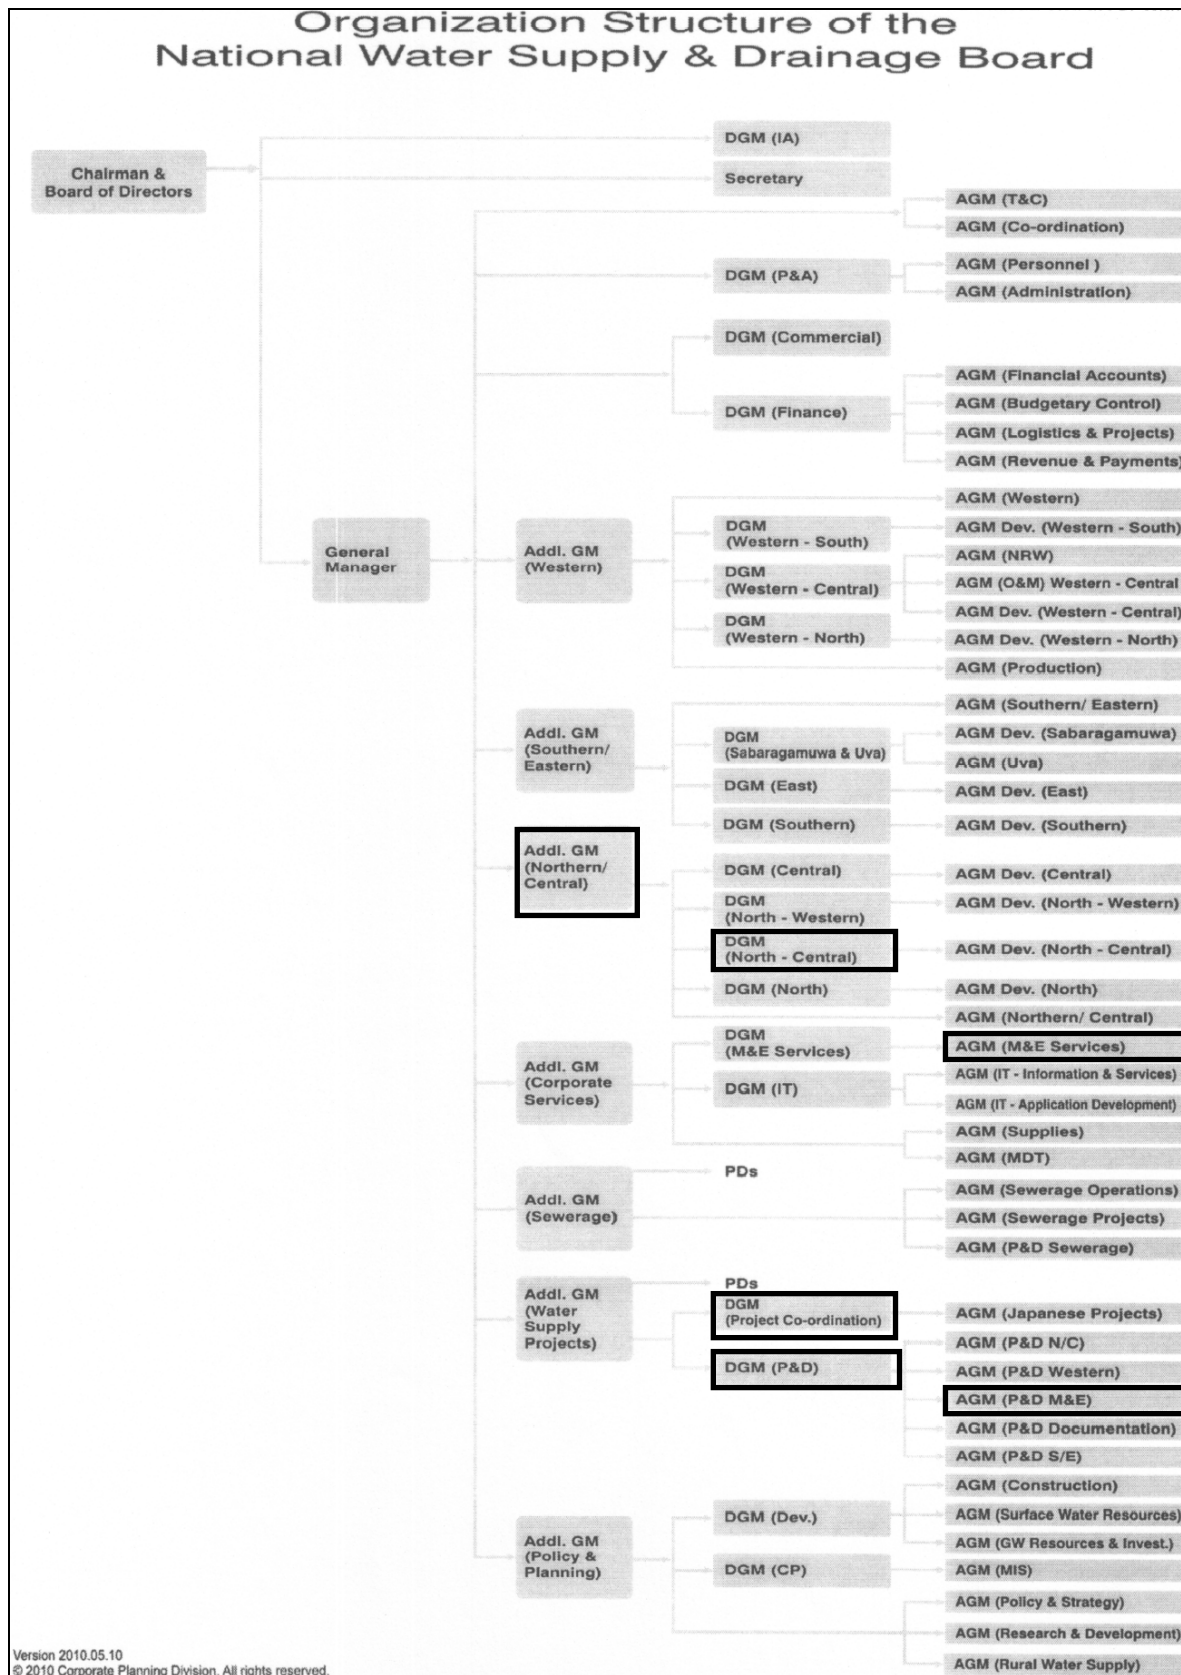 Organization Structure of the
National Water Supply & Drainage Board
Chairman &
Board of Directors
DGM (IA)
Secretary
AGM (T&C)
AGM (Co-ordination)
DGM (P&A)
AGM (Personnel )
AGM (Administration)
DGM (Commercial)
DGM (Finance)
AGM (Financial Accounts)
AGM (Budgetary Control)
AGM (Logistics & Projects)
AGM (Revenue & Payments)
General
Manager
Addl. GM
(Western)
AGM (Western)
DGM
(Western - South)
AGM Dev. (Western - South)
DGM
(Western - Central)
AGM (NRW)
AGM (O&M) Western - Central
AGM Dev. (Western - Central)
DGM
(Western - North)
AGM Dev. (Western - North)
AGM (Production)
Addl. GM
(Southern/
Eastern)
AGM (Southern/ Eastern)
DGM
(Sabaragamuwa & Uva)
AGM Dev. (Sabaragamuwa)
AGM (Uva)
DGM (East)
AGM Dev. (East)
DGM (Southern)
AGM Dev. (Southern)
Addl. GM
(Northern/
Central)
DGM (Central)
AGM Dev. (Central)
DGM
(North - Western)
AGM Dev. (North - Western)
DGM
(North - Central)
AGM Dev. (North - Central)
DGM (North)
AGM Dev. (North)
AGM (Northern/ Central)
Addl. GM
(Corporate
Services)
DGM
(M&E Services)
AGM (M&E Services)
DGM (IT)
AGM (IT - Information & Services)
AGM (IT - Application Development)
AGM (Supplies)
AGM (MDT)
Addl. GM
(Sewerage)
PDs
AGM (Sewerage Operations)
AGM (Sewerage Projects)
AGM (P&D Sewerage)
Addl. GM
(Water
Supply
Projects)
PDs
DGM
(Project Co-ordination)
AGM (Japanese Projects)
DGM (P&D)
AGM (P&D N/C)
AGM (P&D Western)
AGM (P&D M&E)
AGM (P&D Documentation)
AGM (P&D S/E)
Addl. GM
(Policy &
Planning)
DGM (Dev.)
AGM (Construction)
AGM (Surface Water Resources)
AGM (GW Resources & Invest.)
DGM (CP)
AGM (MIS)
AGM (Policy & Strategy)
AGM (Research & Development)
AGM (Rural Water Supply)
Version 2010.05.10
© 2010 Corporate Planning Division. All rights reserved.